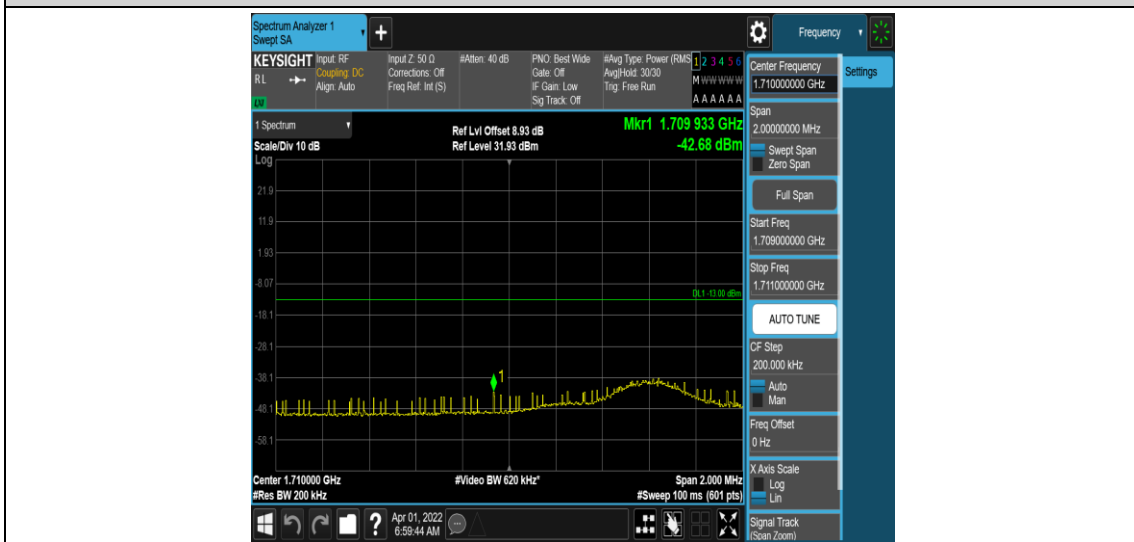 Spectrum Analyzer 1
Swept SA
+
Frequency
KEYSIGHT
RL
Input: RF
Coupling: DC
Align: Auto
Input Z: 50 Ω
Corrections: Off
Freq Ref: Int (S)
#Atten: 40 dB
PNO: Best Wide
Gate: Off
IF Gain: Low
Sig Track: Off
#Avg Type: Power (RMS
Avg|Hold: 30/30
Trig: Free Run
1 2 3 4 5 6
M W W W W W
A A A A A A
1 Spectrum
Scale/Div 10 dB
Log
Ref Lvl Offset 8.93 dB
Ref Level 31.93 dBm
Mkr1 1.709 933 GHz
-42.68 dBm
21.9
11.9
1.93
-8.07
-18.1
-28.1
-38.1
-48.1
-58.1
DL1 -13.00 dBm
1
Center 1.710000 GHz
#Res BW 200 kHz
#Video BW 620 kHz*
Span 2.000 MHz
#Sweep 100 ms (601 pts)
?
Apr 01, 2022
6:59:44 AM
Center Frequency
1.710000000 GHz
Settings
Span
2.00000000 MHz
Swept Span
Zero Span
Full Span
Start Freq
1.709000000 GHz
Stop Freq
1.711000000 GHz
AUTO TUNE
CF Step
200.000 kHz
Auto
Man
Freq Offset
0 Hz
X Axis Scale
Log
Lin
Signal Track
(Span Zoom)